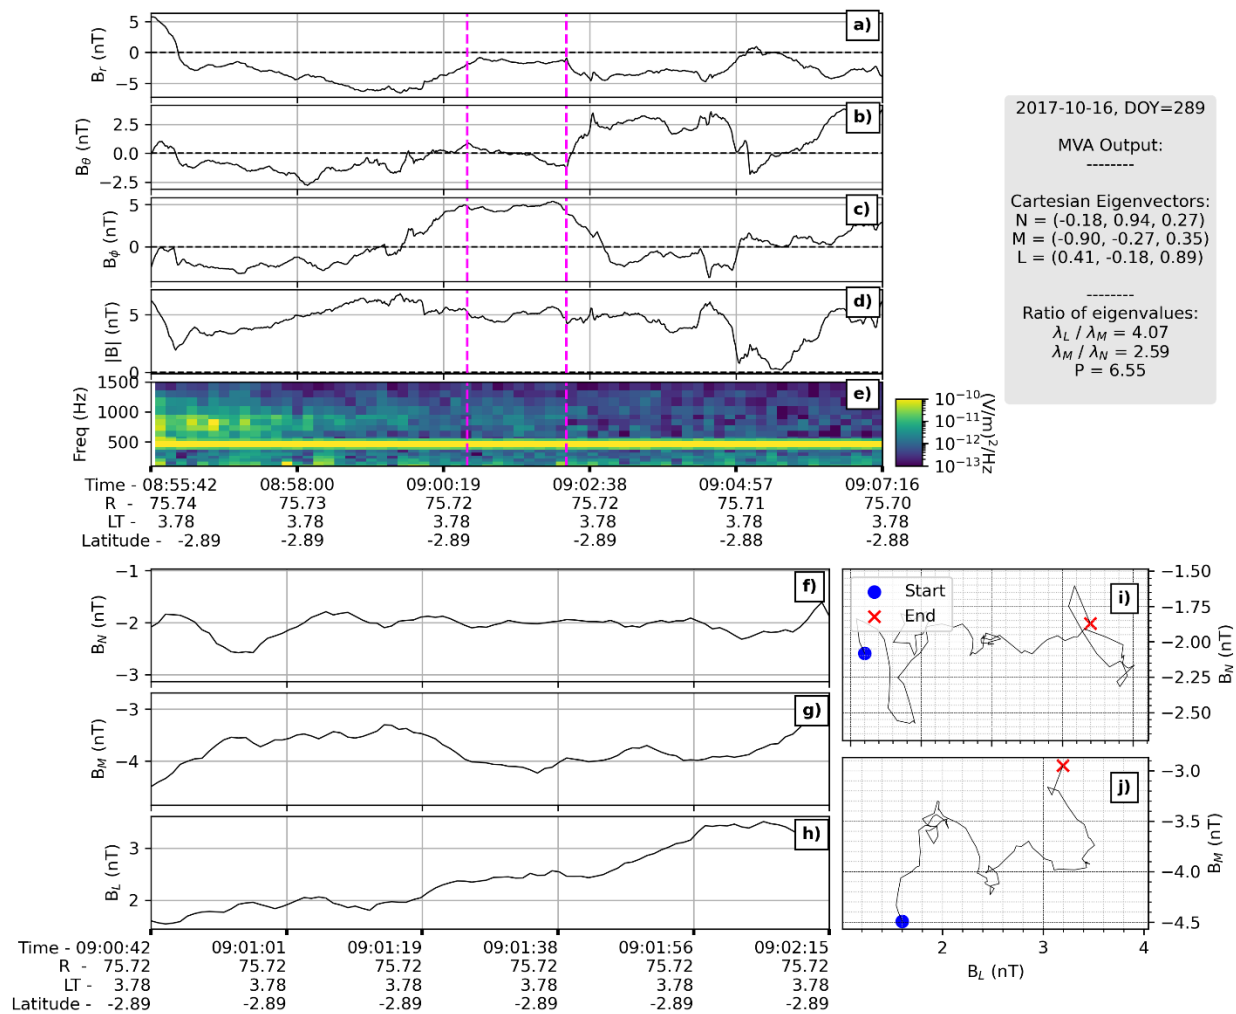 a)
B_r (nT)
5
0
−5
b)
B_θ (nT)
2.5
0.0
−2.5
c)
B_ϕ (nT)
5
0
d)
|B| (nT)
5
0
e)
Freq (Hz)
1500
1000
500
10^−10
10^−11
10^−12
10^−13
(V/m)^2/Hz
Time - 08:55:42 08:58:00 09:00:19 09:02:38 09:04:57 09:07:16
R - 75.74 75.73 75.72 75.72 75.71 75.70
LT - 3.78 3.78 3.78 3.78 3.78 3.78
Latitude - -2.89 -2.89 -2.89 -2.89 -2.88 -2.88
2017-10-16, DOY=289
MVA Output:
--------
Cartesian Eigenvectors:
N = (-0.18, 0.94, 0.27)
M = (-0.90, -0.27, 0.35)
L = (0.41, -0.18, 0.89)
--------
Ratio of eigenvalues:
λ_L / λ_M = 4.07
λ_M / λ_N = 2.59
P = 6.55
f)
B_N (nT)
−1
−2
−3
g)
B_M (nT)
−3
−4
h)
B_L (nT)
3
2
Time - 09:00:42 09:01:01 09:01:19 09:01:38 09:01:56 09:02:15
R - 75.72 75.72 75.72 75.72 75.72 75.72
LT - 3.78 3.78 3.78 3.78 3.78 3.78
Latitude - -2.89 -2.89 -2.89 -2.89 -2.89 -2.89
Start
End
i)
−1.50
−1.75
−2.00
−2.25
−2.50
B_N (nT)
j)
−3.0
−3.5
−4.0
−4.5
B_M (nT)
2 3 4
B_L (nT)